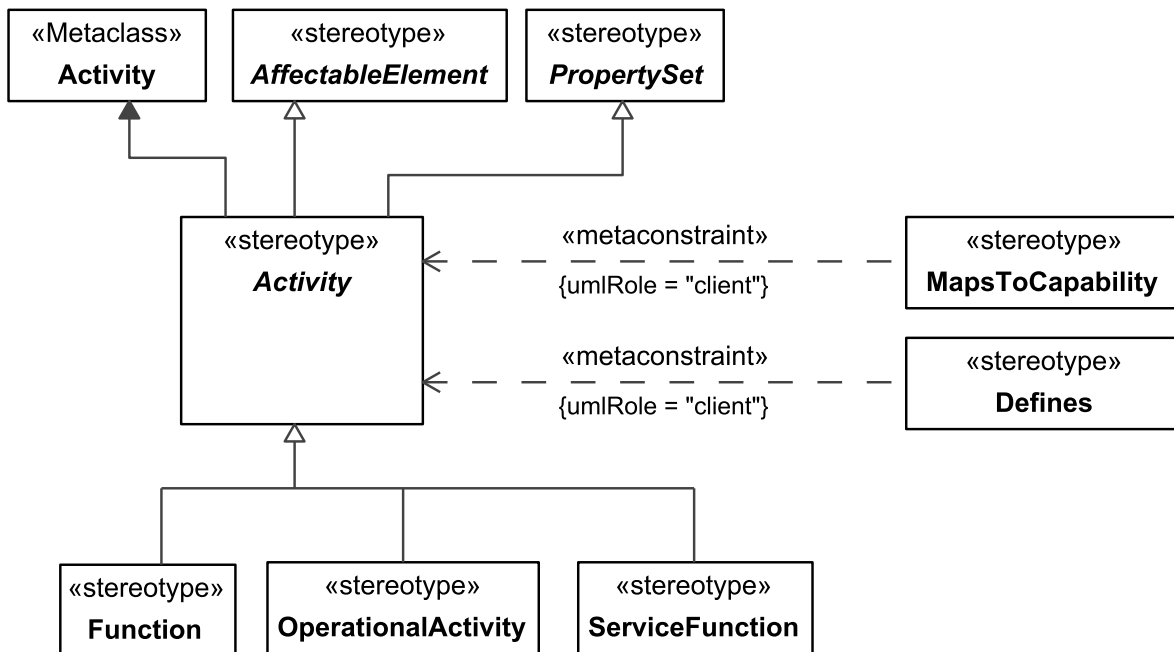 «Metaclass»
Activity
«stereotype»
AffectableElement
«stereotype»
PropertySet
«stereotype»
Activity
«metaconstraint»
{umlRole = "client"}
«stereotype»
MapsToCapability
«metaconstraint»
{umlRole = "client"}
«stereotype»
Defines
«stereotype»
Function
«stereotype»
OperationalActivity
«stereotype»
ServiceFunction